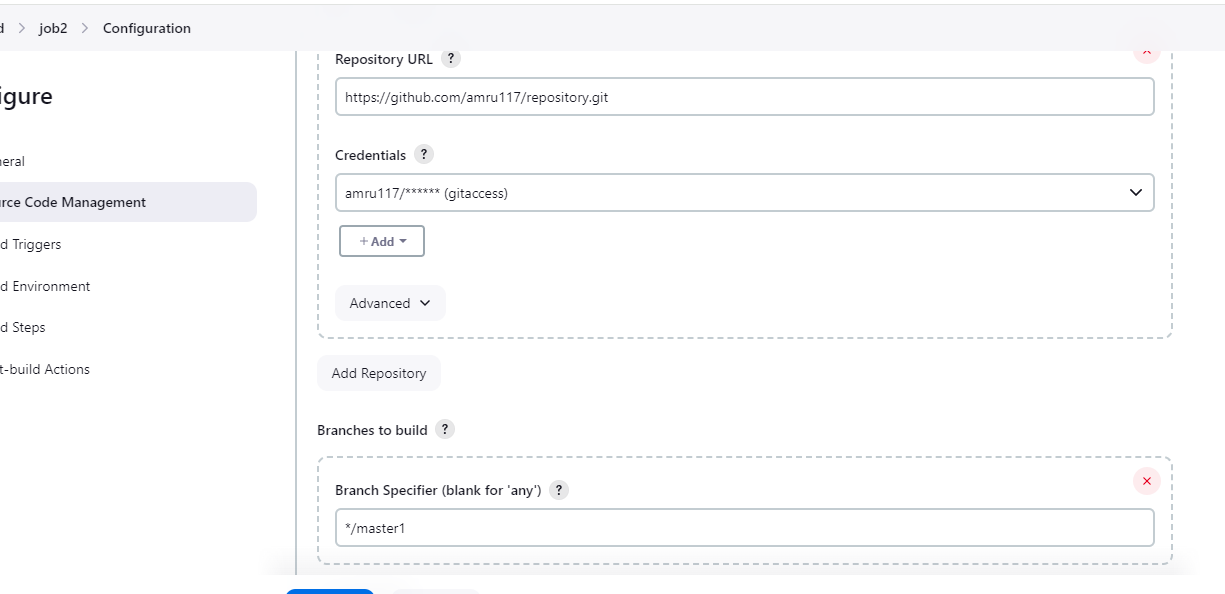 job2 > Configuration
Repository URL ?
https://github.com/amru117/repository.git
Credentials ?
amru117/****** (gitaccess)
+ Add
Advanced
Add Repository
Branches to build ?
Branch Specifier (blank for 'any') ?
*/master1
igure
eral
rce Code Management
d Triggers
d Environment
d Steps
t-build Actions